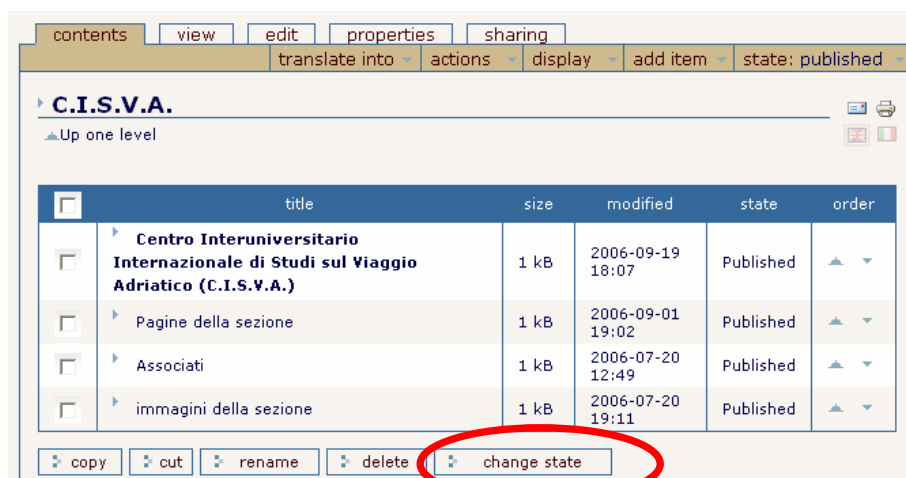 contents view edit properties sharing
translate into actions display add item state: published
C.I.S.V.A.
Up one level
title size modified state order
Centro Interuniversitario
Internazionale di Studi sul Viaggio
Adriatico (C.I.S.V.A.)
1 kB
2006-09-19
18:07
Published
Pagine della sezione
1 kB
2006-09-01
19:02
Published
Associati
1 kB
2006-07-20
12:49
Published
immagini della sezione
1 kB
2006-07-20
19:11
Published
copy cut rename delete change state